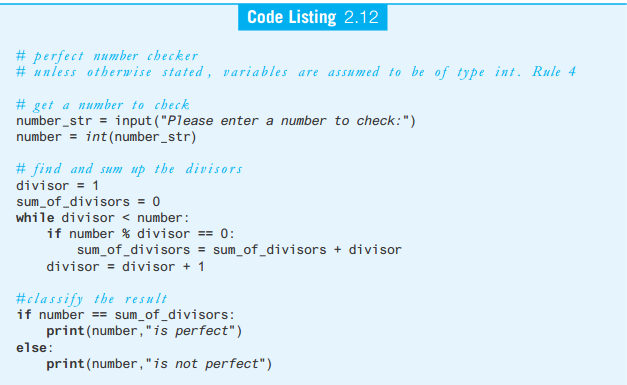 Code Listing 2.12
# perfect number checker
# unless otherwise stated, variables are assumed to be of type int. Rule 4
# get a number to check
number_str = input("Please enter a number to check:")
number = int(number_str)
# find and sum up the divisors
divisor = 1
sum_of_divisors = 0
while divisor < number:
    if number % divisor == 0:
        sum_of_divisors = sum_of_divisors + divisor
    divisor = divisor + 1
#classify the result
if number == sum_of_divisors:
    print(number,"is perfect")
else:
    print(number,"is not perfect")